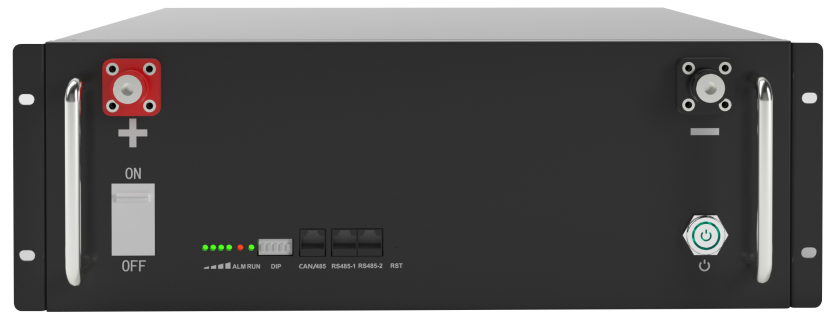 +
−
ON
OFF
ALM RUN DIP CAN/485 RS485-1 RS485-2 RST